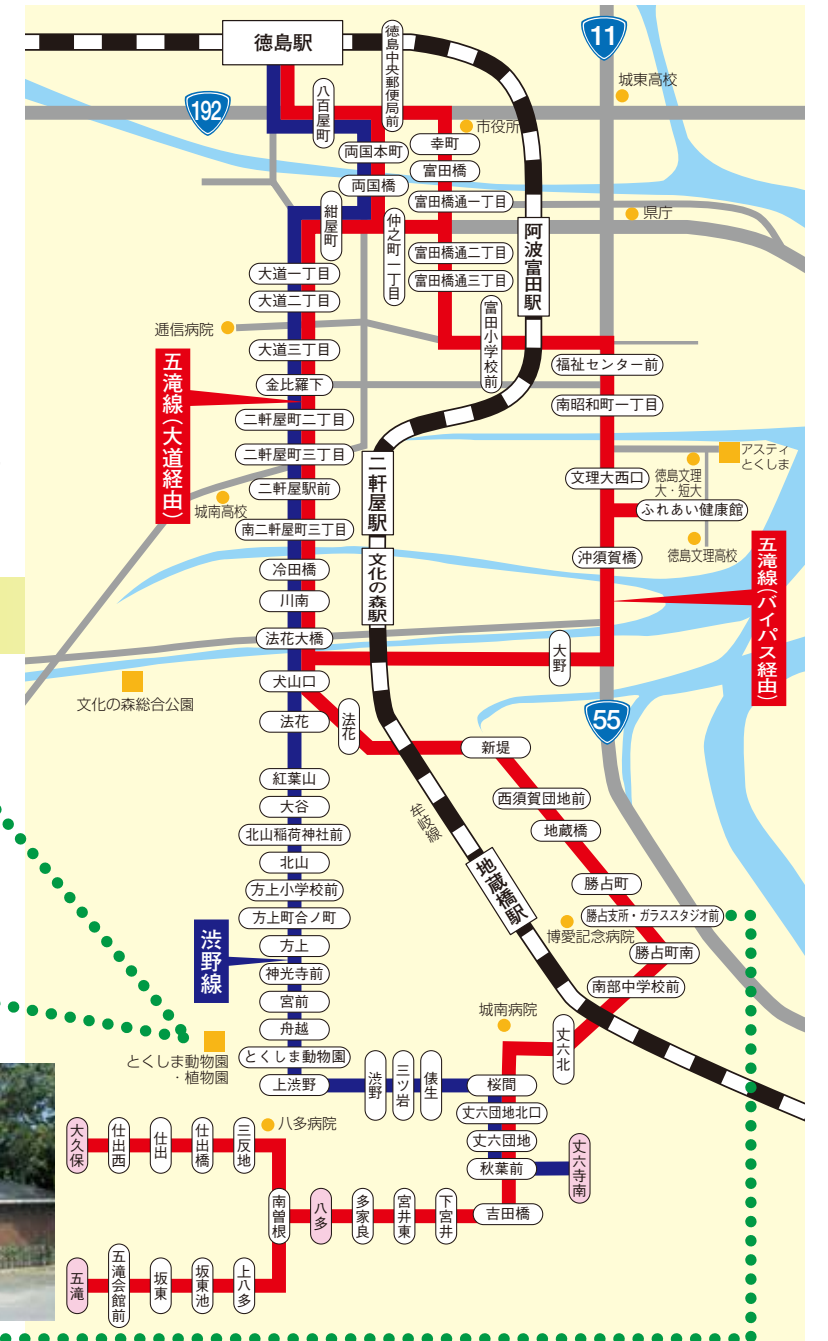 徳島駅
徳島中央郵便局前
11
城東高校
192
八百屋町
市役所
幸町
両国本町
富田橋
両国橋
富田橋通一丁目
県庁
紺屋町
仲之町一丁目
阿波富田駅
富田橋通二丁目
大道一丁目
富田橋通三丁目
大道二丁目
富田小学校前
逓信病院
大道三丁目
福祉センター前
五滝線(大道経由)
金比羅下
南昭和町一丁目
二軒屋町二丁目
二軒屋町三丁目
二軒屋駅
アスティ
とくしま
文理大西口
徳島文理
大・短大
二軒屋駅前
城南高校
ふれあい健康館
南二軒屋町三丁目
文化の森駅
沖須賀橋
徳島文理高校
五滝線(バイパス経由)
冷田橋
川南
法花大橋
大野
犬山口
文化の森総合公園
法花
法花
55
新堤
紅葉山
西須賀団地前
大谷
牟岐線
地蔵橋
北山稲荷神社前
北山
地蔵橋駅
勝占町
方上小学校前
勝占支所・ガラススタジオ前
方上町合ノ町
博愛記念病院
渋野線
方上
勝占町南
神光寺前
南部中学校前
宮前
城南病院
舟越
丈六北
とくしま動物園
・植物園
とくしま動物園
上渋野
渋野
三ツ岩
俵生
桜間
丈六団地北口
八多病院
丈六団地
大久保
仕出西
仕出
仕出橋
三反地
秋葉前
丈六寺南
南曽根
八多
多家良
宮井東
下宮井
吉田橋
五滝
五滝会館前
坂東
坂東池
上八多